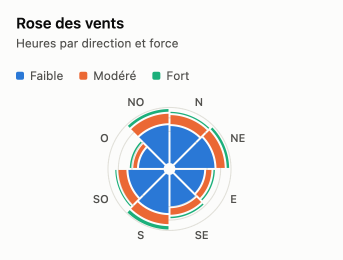 Rose des vents
Heures par direction et force
Faible Modéré Fort
NO N
O NE
SO E
S SE